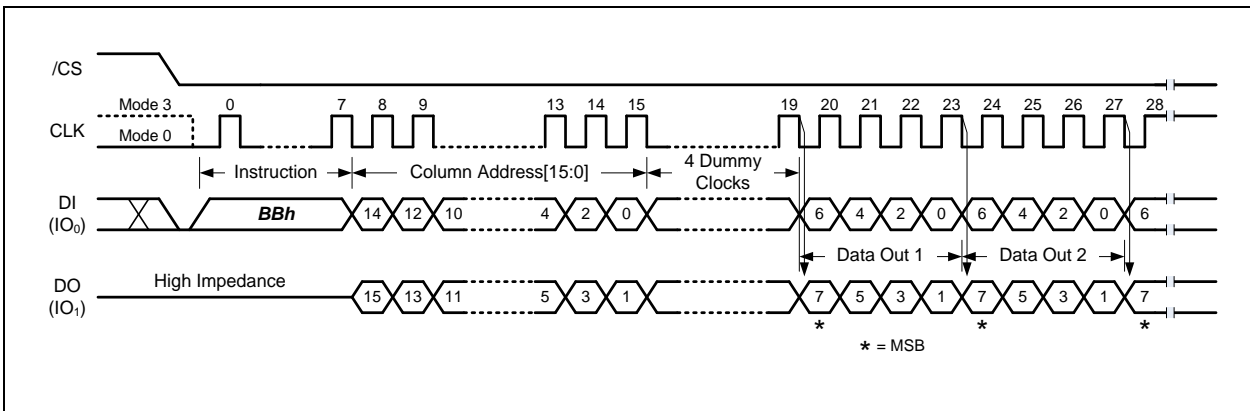 /CS
Mode 3 0 7 8 9 13 14 15 19 20 21 22 23 24 25 26 27 28
CLK
Mode 0
Instruction Column Address[15:0] 4 Dummy Clocks
DI (IO0) BBh 14 12 10 4 2 0 6 4 2 0 6 4 2 0 6
Data Out 1 Data Out 2
High Impedance
DO (IO1) 15 13 11 5 3 1 7 5 3 1 7 5 3 1 7
* * *
* = MSB